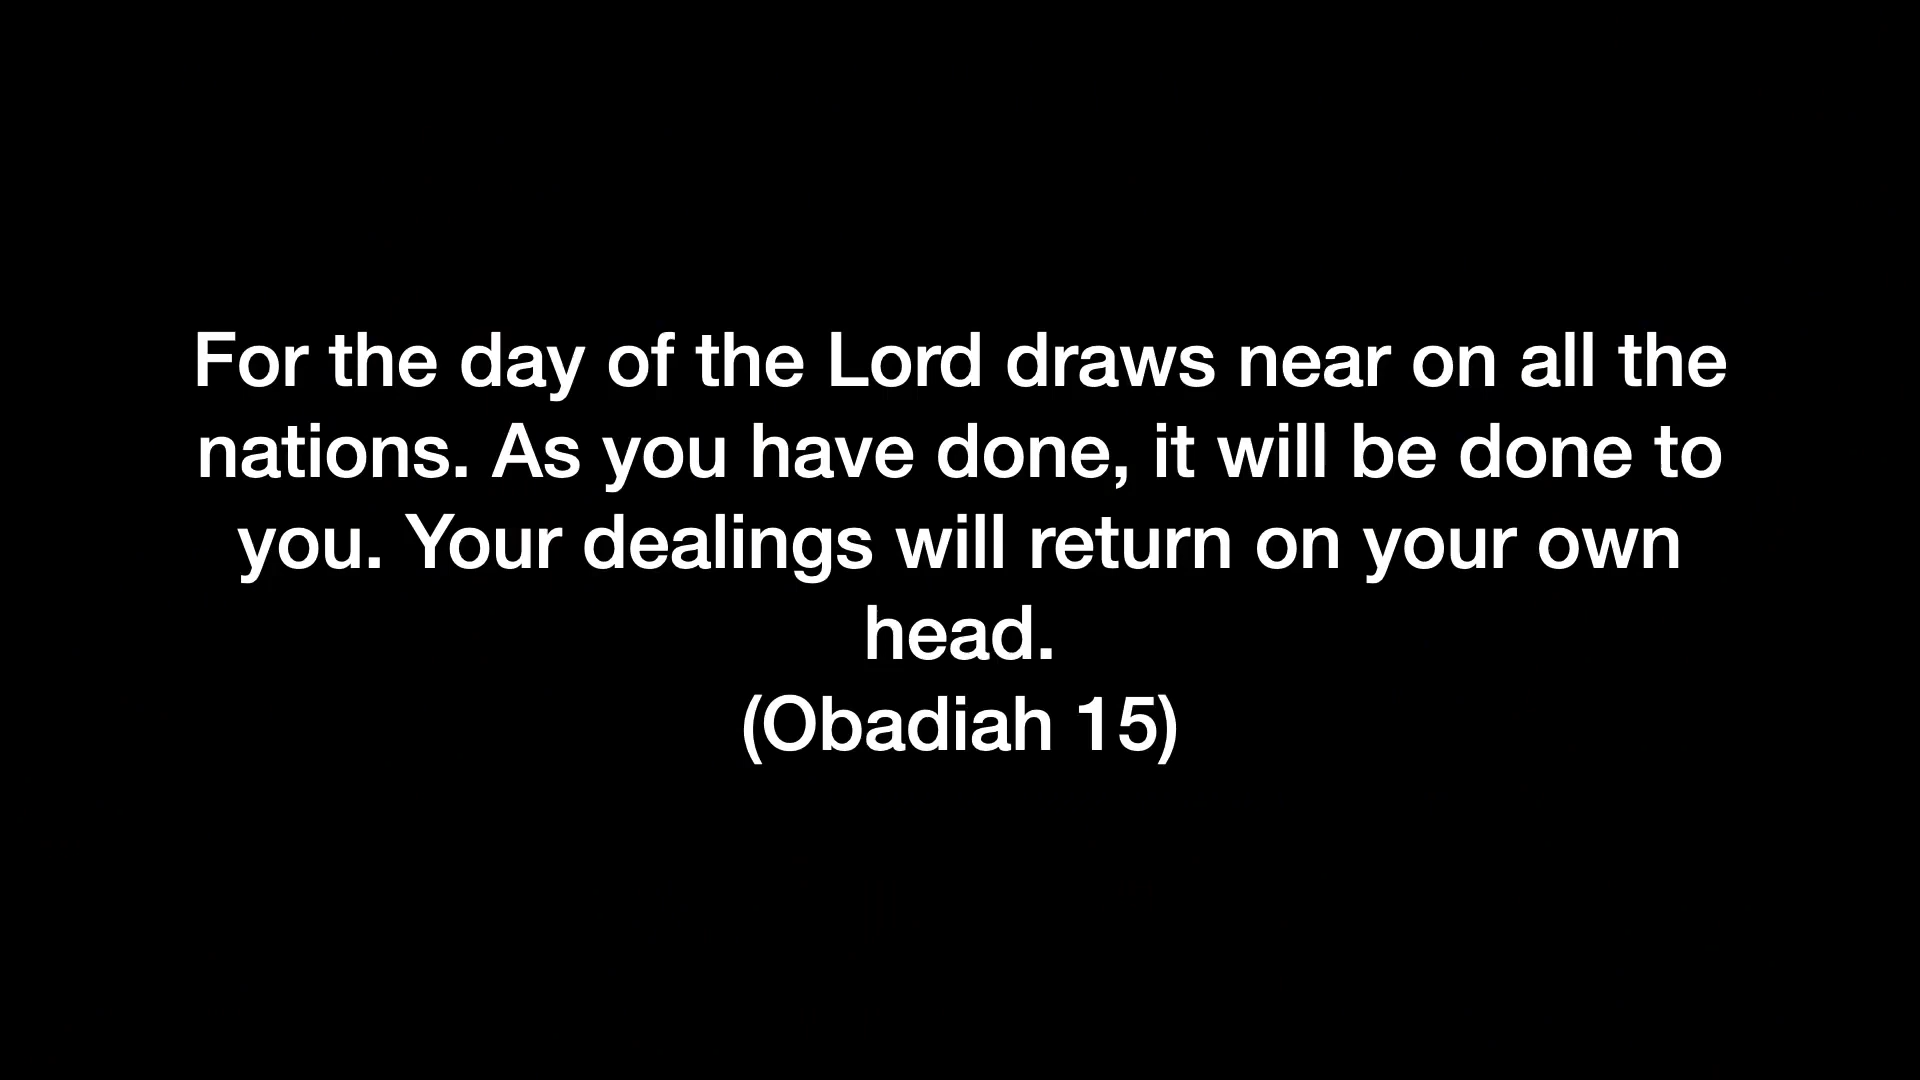 For the day of the Lord draws near on all the
nations. As you have done, it will be done to
you. Your dealings will return on your own
head.
(Obadiah 15)